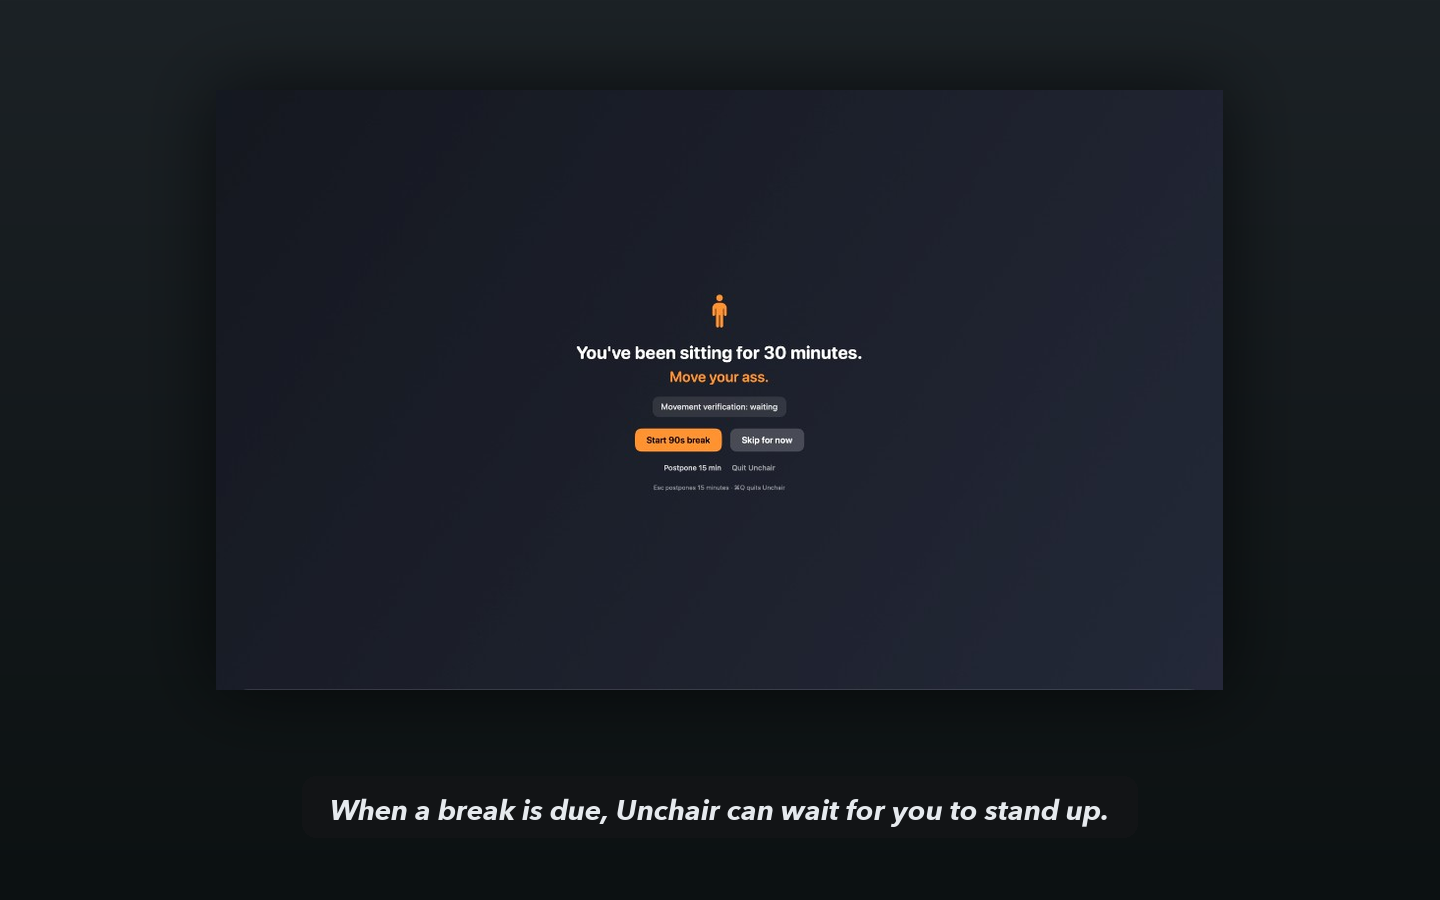 You've been sitting for 30 minutes.
Move your ass.
Movement verification: waiting
Start 90s break
Skip for now
Postpone 15 min
Quit Unchair
Esc postpones 15 minutes · ⌘Q quits Unchair
When a break is due, Unchair can wait for you to stand up.